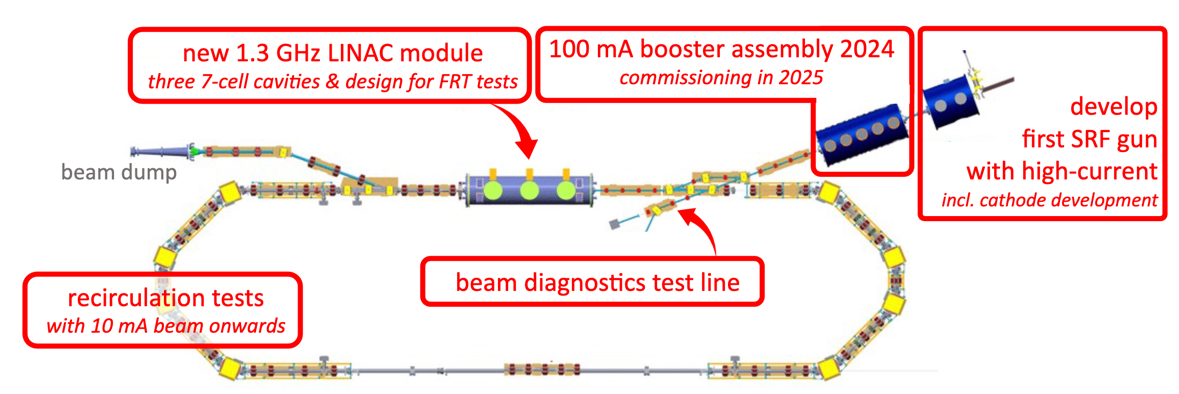 new 1.3 GHz LINAC module
three 7-cell cavities & design for FRT tests
100 mA booster assembly 2024
commissioning in 2025
develop
first SRF gun
with high-current
incl. cathode development
beam dump
beam diagnostics test line
recirculation tests
with 10 mA beam onwards